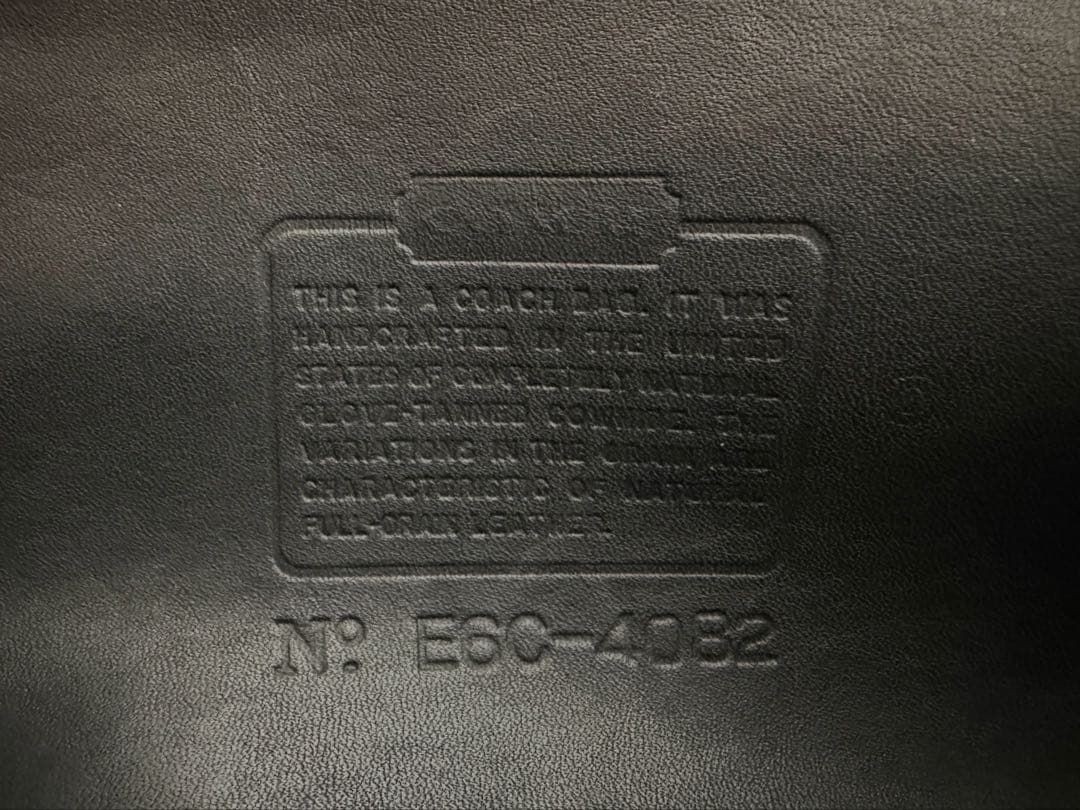 COACH
THIS IS A COACH BAG. IT WAS
HANDCRAFTED IN THE UNITED
STATES OF COMPLETELY NATURAL
GLOVE-TANNED COWHIDE. THE
VARIATIONS IN THE GRAIN ARE
CHARACTERISTIC OF NATURAL
FULL-GRAIN LEATHER.
Nº E6C-4082